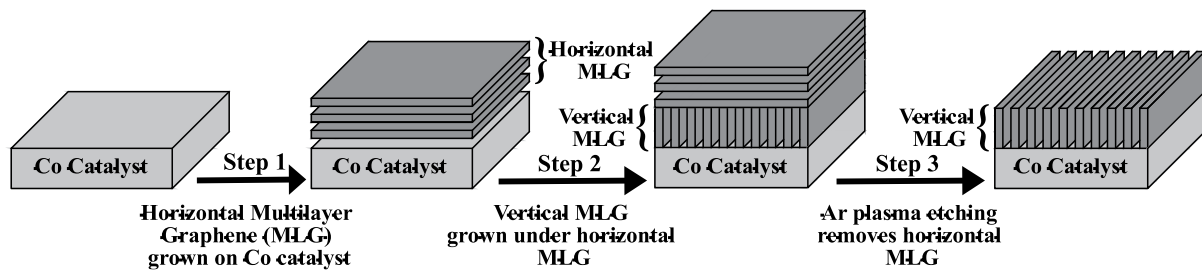 Co Catalyst
Step 1
Horizontal Multilayer
Graphene (MLG)
grown on Co catalyst
Horizontal
MLG
Co Catalyst
Step 2
Vertical MLG
grown under horizontal
MLG
Vertical
MLG
Co Catalyst
Step 3
Ar plasma etching
removes horizontal
MLG
Vertical
MLG
Co Catalyst